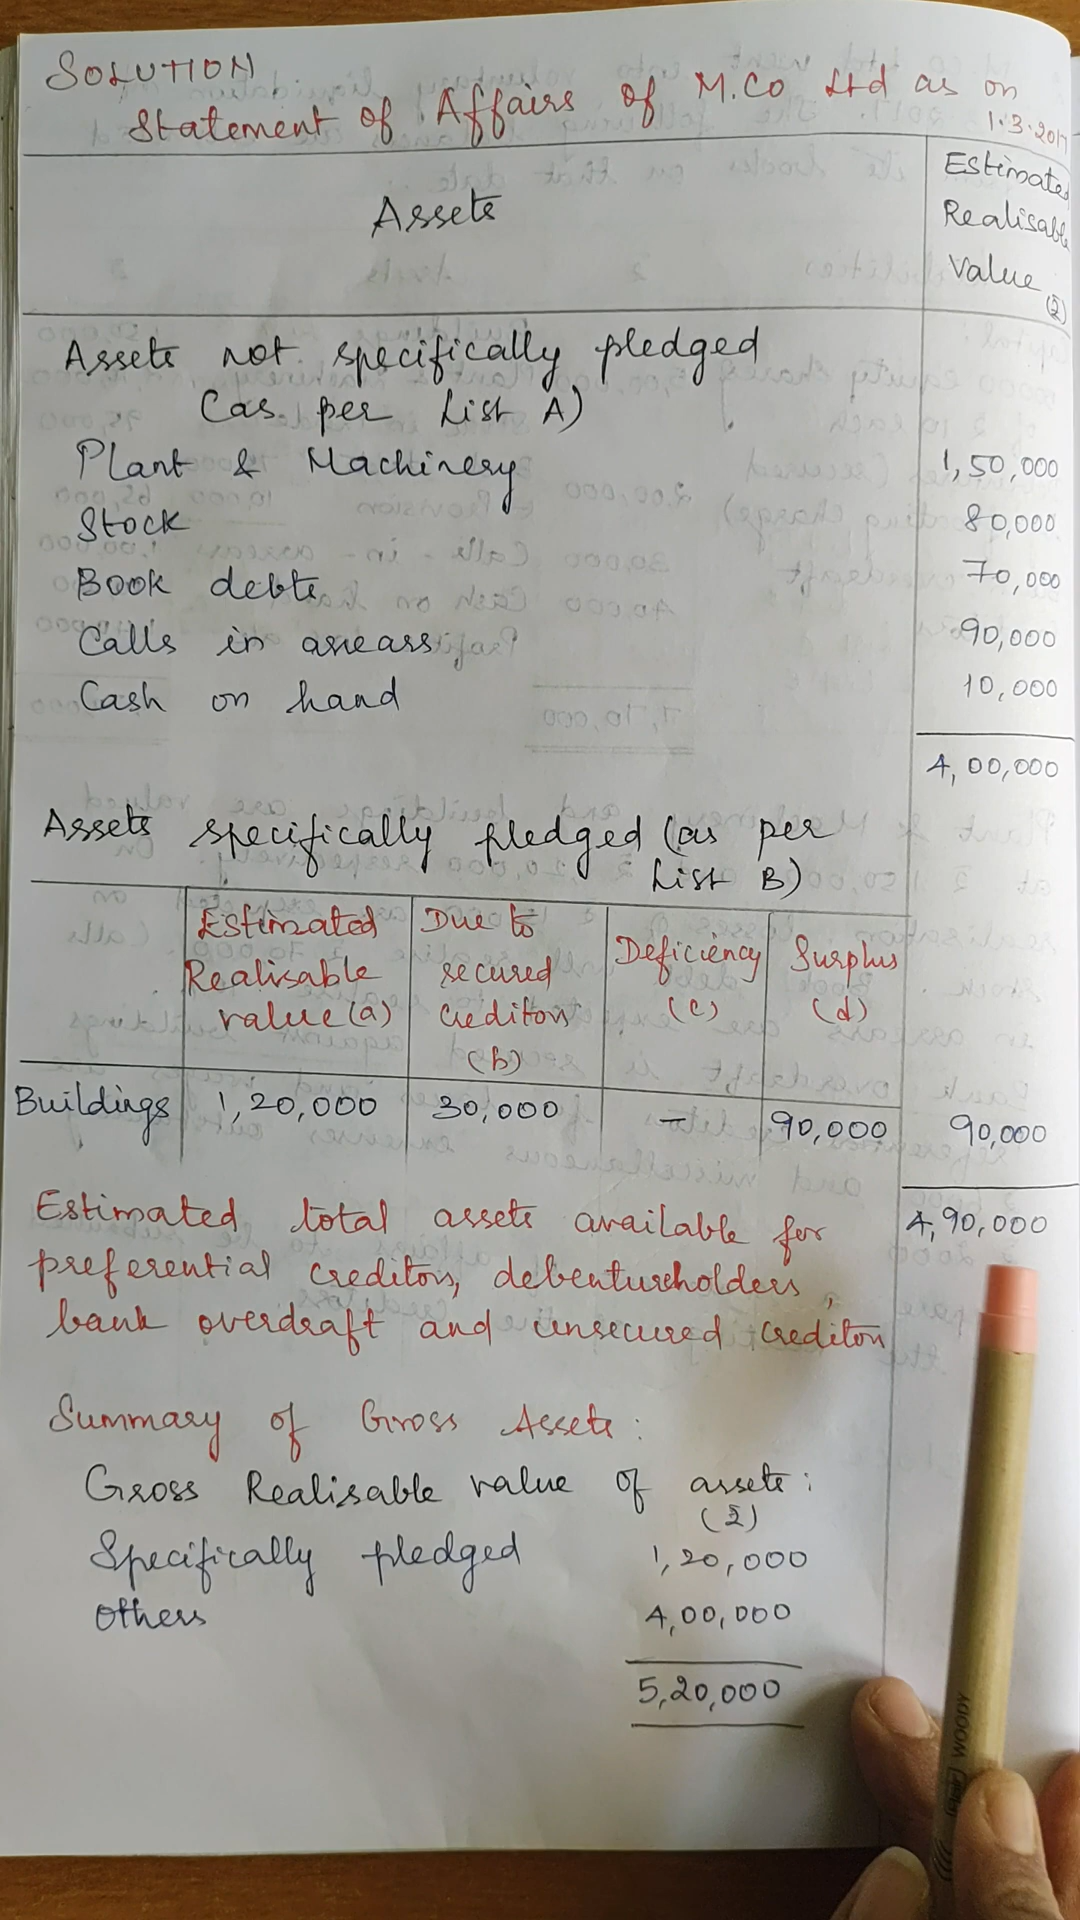 SOLUTION
Statement of Affairs of M.Co Ltd as on
1.3.2017
Assets
Estimated
Realisable
Value
(₹)
Assets not specifically pledged
(as per List A)
Plant & Machinery 1,50,000
Stock 80,000
Book debts 70,000
Calls in arrears 90,000
Cash on hand 10,000
4,00,000
Assets specifically pledged (as per
List B)
Estimated Realisable value (a)
Due to secured creditors (b)
Deficiency (c)
Surplus (d)
Buildings 1,20,000 30,000 - 90,000 90,000
Estimated total assets available for 4,90,000
preferential creditors, debentureholders,
bank overdraft and unsecured creditors
Summary of Gross Assets:
Gross Realisable value of assets:
(₹)
Specifically pledged 1,20,000
Others 4,00,000
5,20,000
WOODY